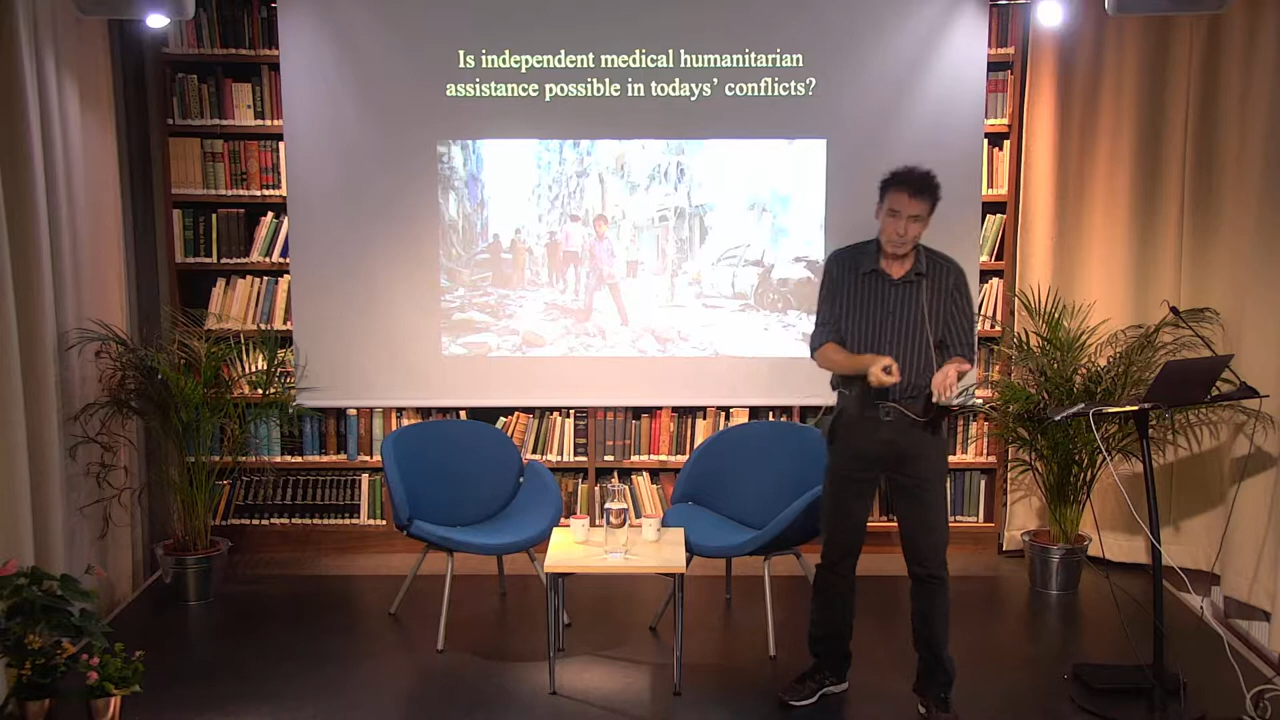 Is independent medical humanitarian
assistance possible in todays’ conflicts?